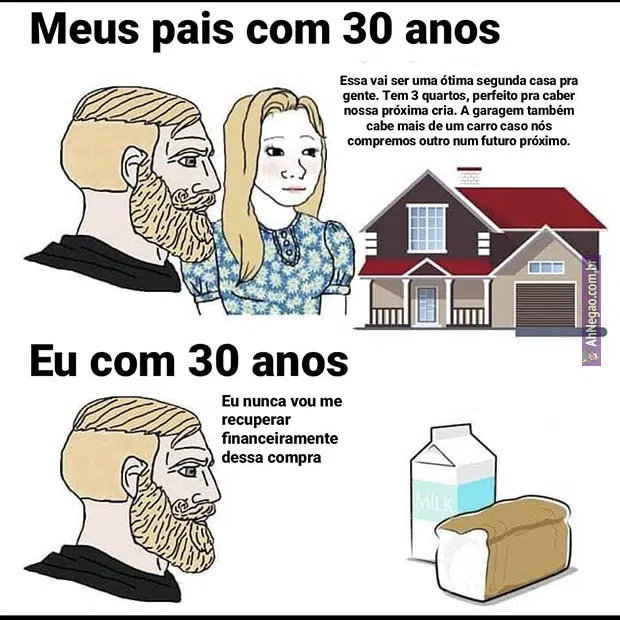 Meus pais com 30 anos
Essa vai ser uma ótima segunda casa pra
gente. Tem 3 quartos, perfeito pra caber
nossa próxima cria. A garagem também
cabe mais de um carro caso nós
compremos outro num futuro próximo.
AhNegao.com.br
Eu com 30 anos
Eu nunca vou me
recuperar
financeiramente
dessa compra
MILK